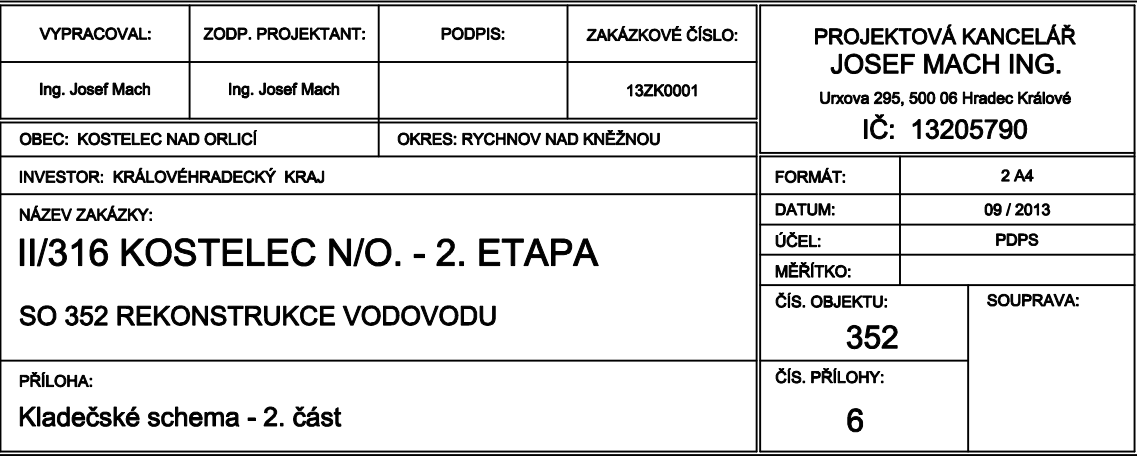 VYPRACOVAL:
ZODP. PROJEKTANT:
PODPIS:
ZAKÁZKOVÉ ČÍSLO:
Ing. Josef Mach
Ing. Josef Mach
13ZK0001
OBEC: KOSTELEC NAD ORLICÍ
OKRES: RYCHNOV NAD KNĚŽNOU
INVESTOR: KRÁLOVÉHRADECKÝ KRAJ
NÁZEV ZAKÁZKY:
II/316 KOSTELEC N/O. - 2. ETAPA
SO 352 REKONSTRUKCE VODOVODU
PŘÍLOHA:
Kladečské schema - 2. část
PROJEKTOVÁ KANCELÁŘ
JOSEF MACH ING.
Urxova 295, 500 06 Hradec Králové
IČ: 13205790
FORMÁT:
2 A4
DATUM:
09 / 2013
ÚČEL:
PDPS
MĚŘÍTKO:
ČÍS. OBJEKTU:
352
SOUPRAVA:
ČÍS. PŘÍLOHY:
6